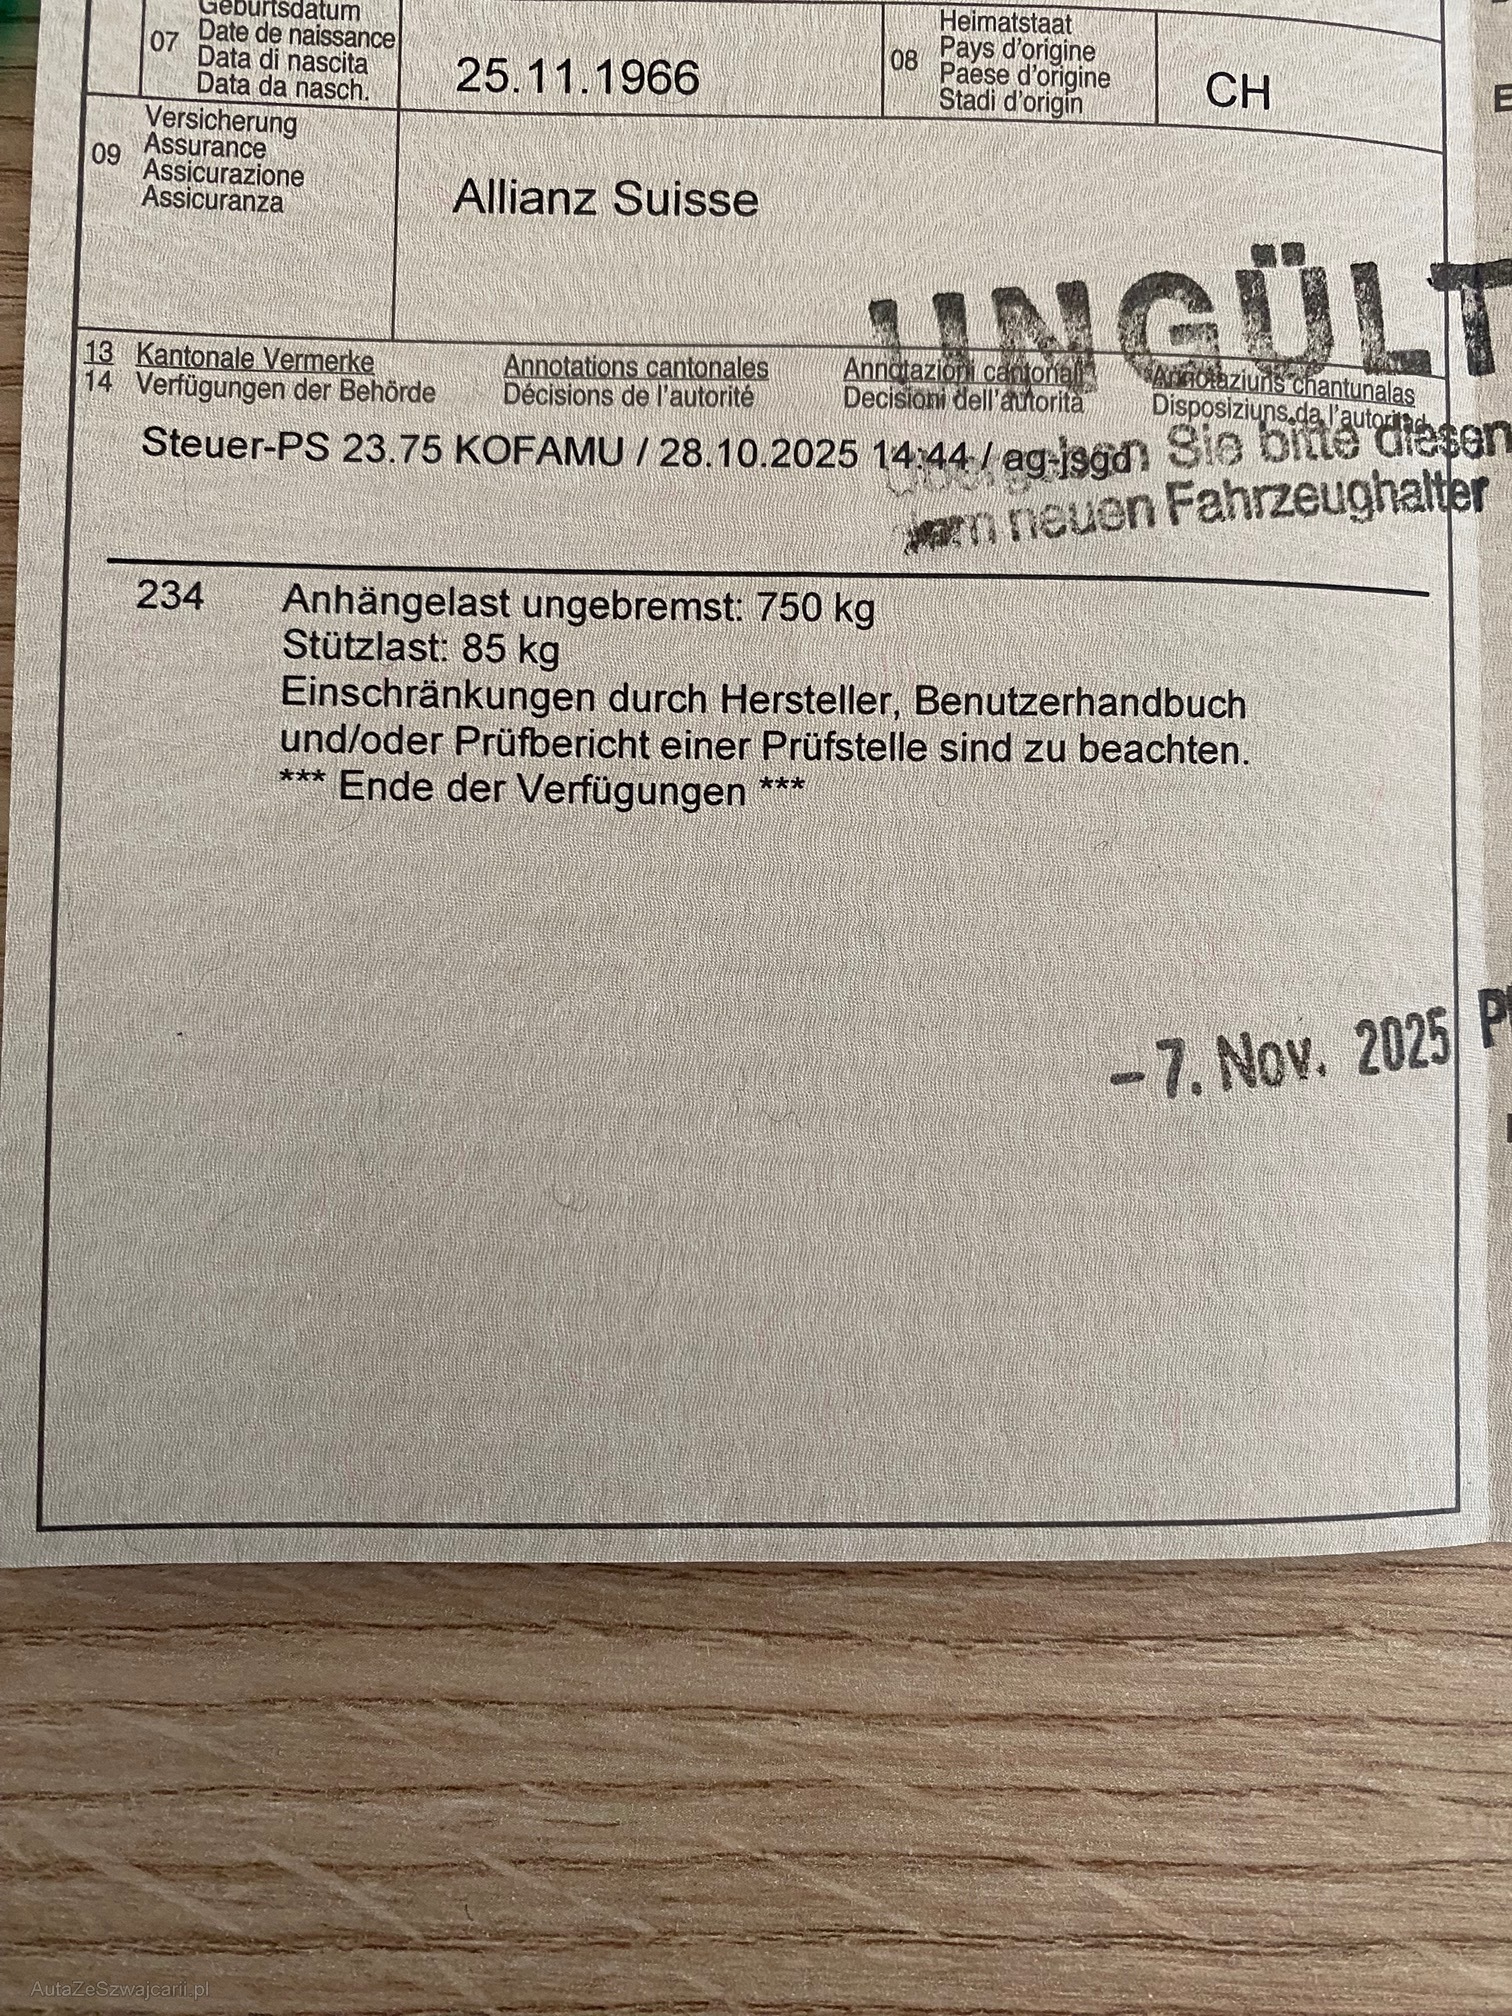 Geburtsdatum
07 Date de naissance
Data di nascita
Data da nasch.
25.11.1966
Heimatstaat
08 Pays d'origine
Paese d'origine
Stadi d'origin
CH
Versicherung
09 Assurance
Assicurazione
Assicuranza
Allianz Suisse
UNGÜLT
13 Kantonale Vermerke Annotations cantonales Annotazioni cantonali Annotaziuns chantunalas
14 Verfügungen der Behörde Décisions de l'autorité Decisioni dell'autorità Disposiziuns da l'autoritad
Steuer-PS 23.75 KOFAMU / 28.10.2025 14:44 / ag-jsgd
Sie bitte diesen
neuen Fahrzeughalter
234 Anhängelast ungebremst: 750 kg
Stützlast: 85 kg
Einschränkungen durch Hersteller, Benutzerhandbuch
und/oder Prüfbericht einer Prüfstelle sind zu beachten.
*** Ende der Verfügungen ***
-7. Nov. 2025
AutaZeSzwajcarii.pl